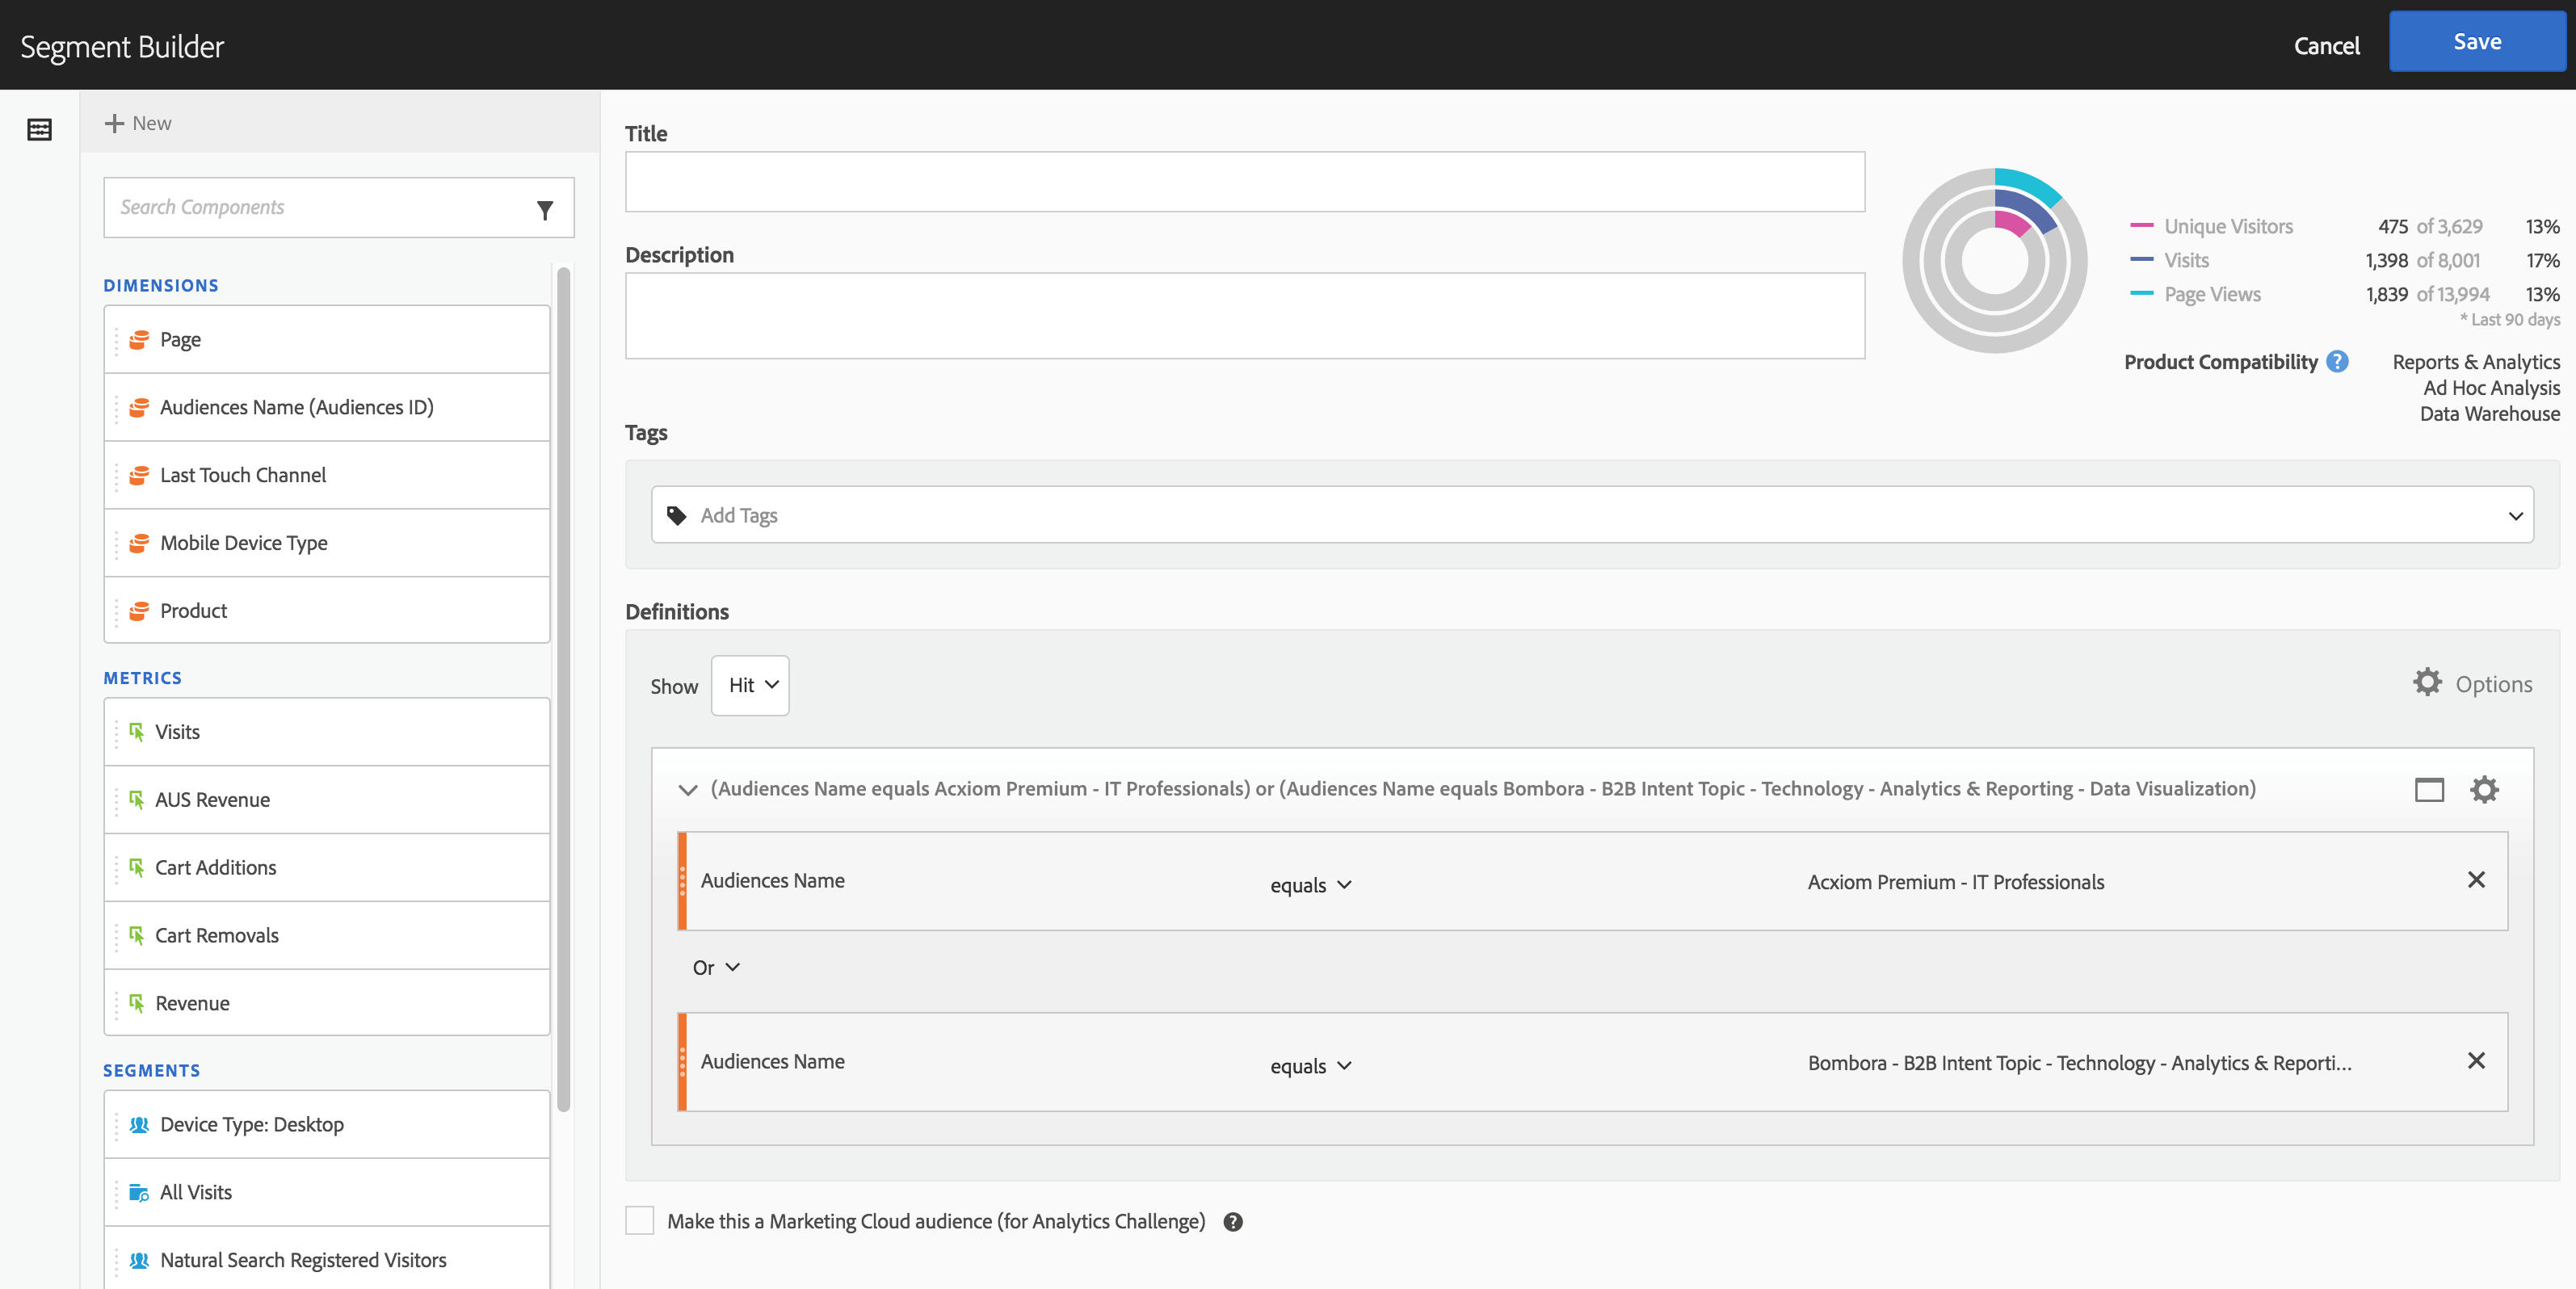 Segment Builder
Cancel
Save
New
Search Components
DIMENSIONS
Page
Audiences Name (Audiences ID)
Last Touch Channel
Mobile Device Type
Product
METRICS
Visits
AUS Revenue
Cart Additions
Cart Removals
Revenue
SEGMENTS
Device Type: Desktop
All Visits
Natural Search Registered Visitors
Title
Description
Unique Visitors 475 of 3,629 13%
Visits 1,398 of 8,001 17%
Page Views 1,839 of 13,994 13%
* Last 90 days
Product Compatibility ? Reports & Analytics
Ad Hoc Analysis
Data Warehouse
Tags
Add Tags
Definitions
Show Hit
Options
(Audiences Name equals Acxiom Premium - IT Professionals) or (Audiences Name equals Bombora - B2B Intent Topic - Technology - Analytics & Reporting - Data Visualization)
Audiences Name equals Acxiom Premium - IT Professionals
Or
Audiences Name equals Bombora - B2B Intent Topic - Technology - Analytics & Reporti...
Make this a Marketing Cloud audience (for Analytics Challenge) ?